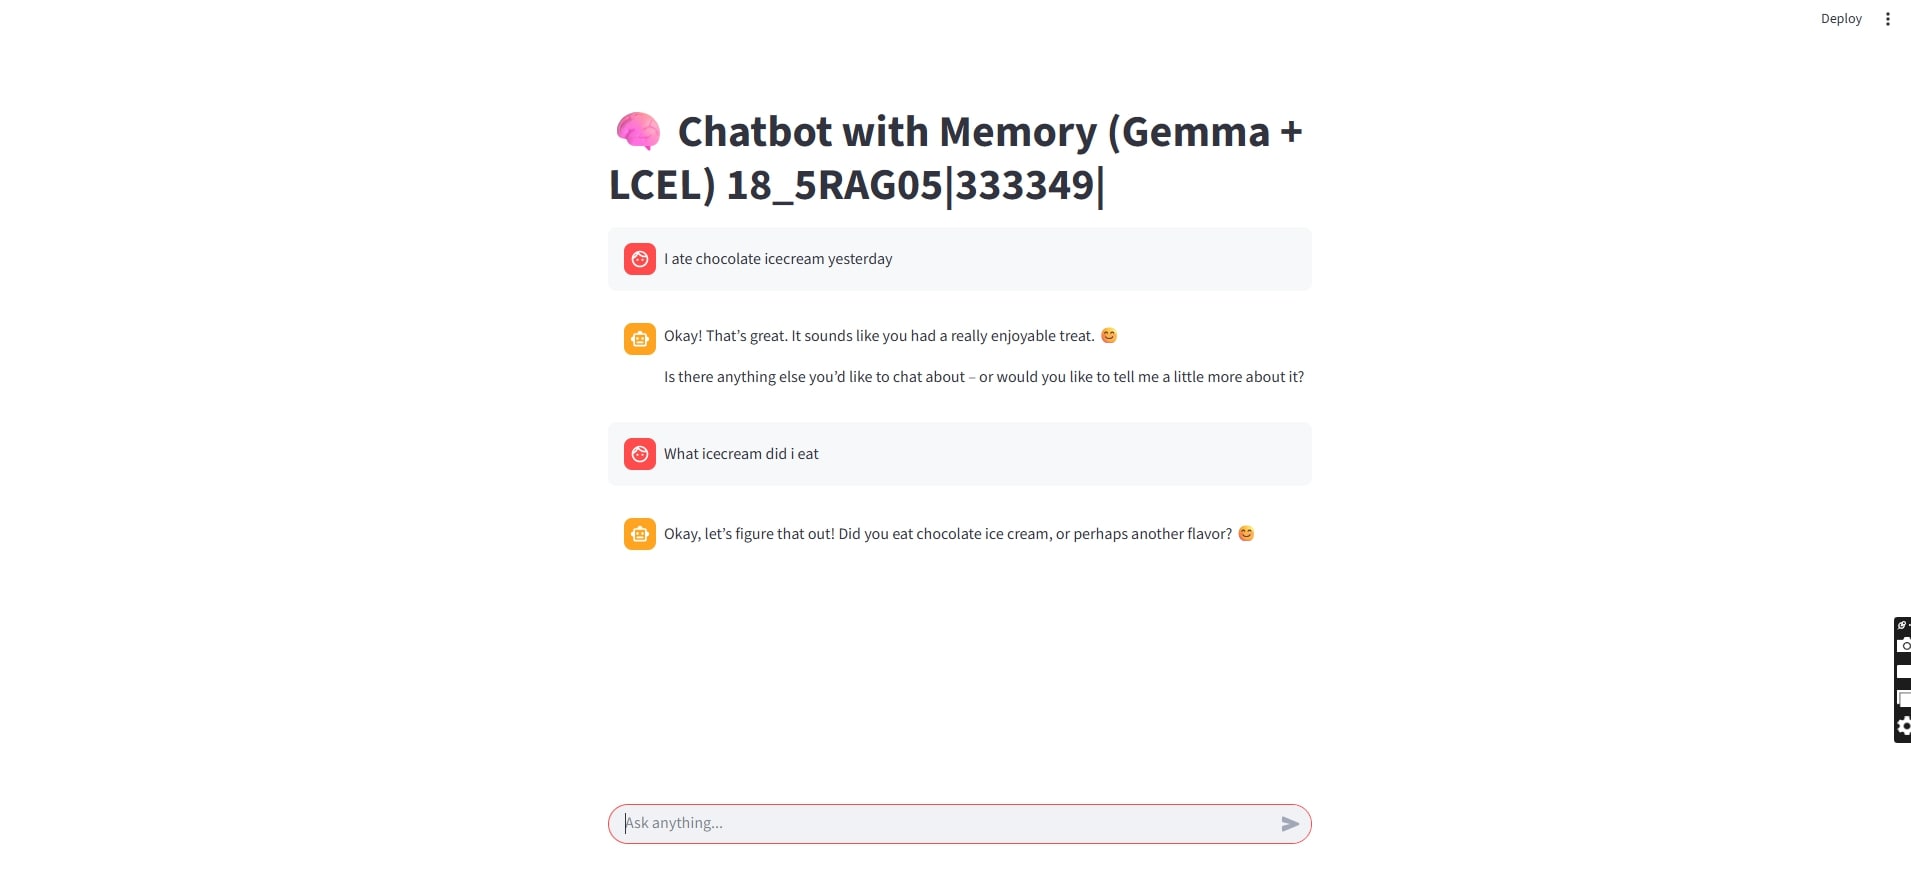 Deploy
🧠 Chatbot with Memory (Gemma +
LCEL) 18_5RAG05|333349|
I ate chocolate icecream yesterday
Okay! That’s great. It sounds like you had a really enjoyable treat. 😊
Is there anything else you’d like to chat about – or would you like to tell me a little more about it?
What icecream did i eat
Okay, let’s figure that out! Did you eat chocolate ice cream, or perhaps another flavor? 😊
Ask anything...